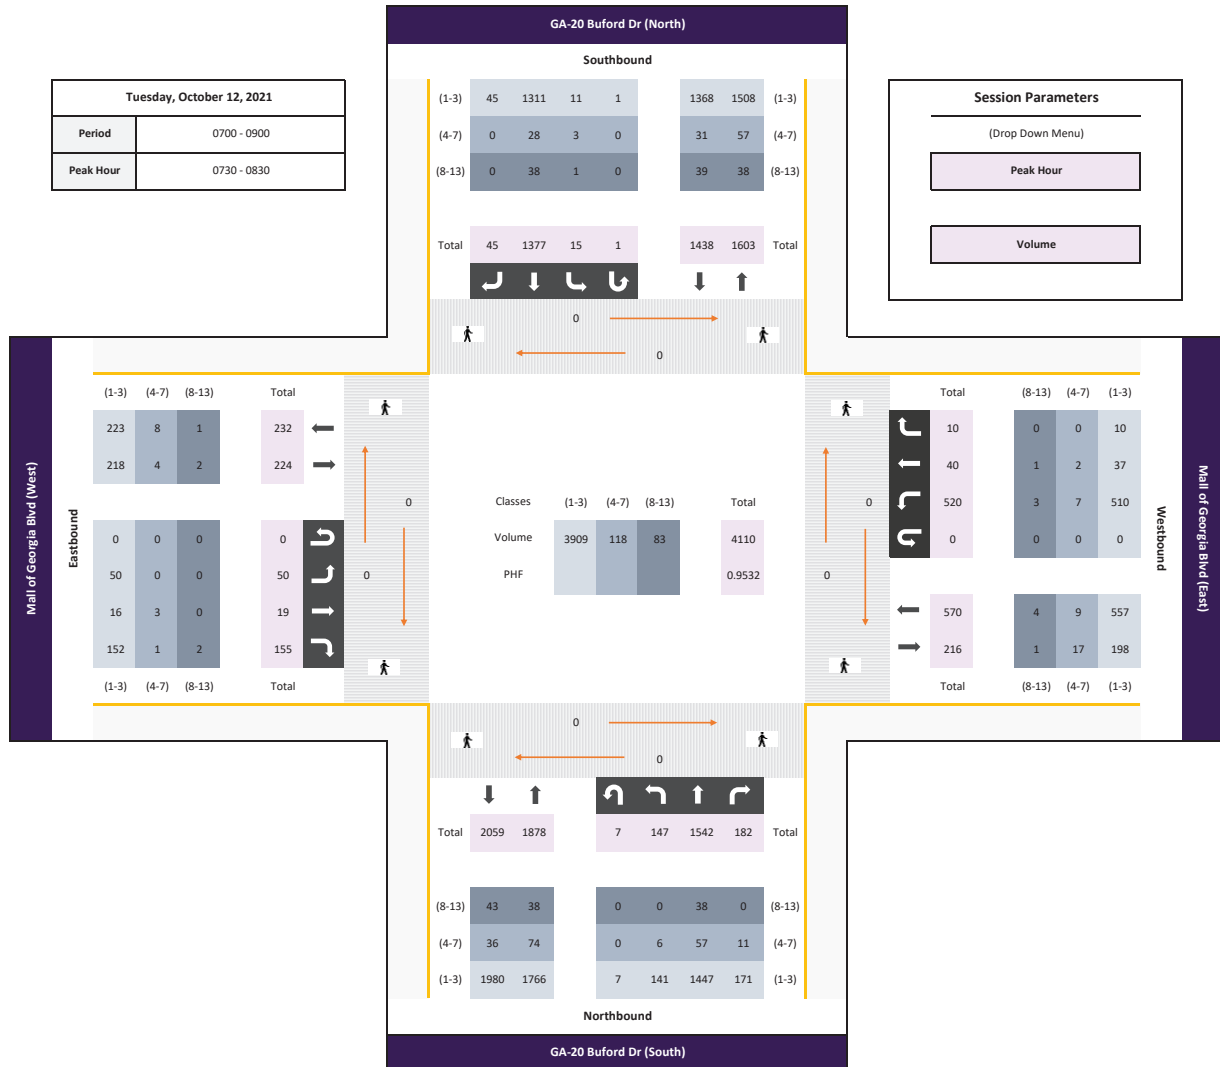 GA-20 Buford Dr (North)
Southbound
Tuesday, October 12, 2021
Period 0700 - 0900
Peak Hour 0730 - 0830
Session Parameters
(Drop Down Menu)
Peak Hour
Volume
(1-3) 45 1311 11 1 1368 1508 (1-3)
(4-7) 0 28 3 0 31 57 (4-7)
(8-13) 0 38 1 0 39 38 (8-13)
Total 45 1377 15 1 1438 1603 Total
0
0
Mall of Georgia Blvd (West)
Eastbound
(1-3) (4-7) (8-13) Total
223 8 1 232
218 4 2 224
0
0 0 0 0
50 0 0 50 0
16 3 0 19
152 1 2 155
(1-3) (4-7) (8-13) Total
Classes (1-3) (4-7) (8-13) Total
Volume 3909 118 83 4110
PHF 0.9532
Total (8-13) (4-7) (1-3)
10 0 0 10
40 1 2 37
0 520 3 7 510
0 0 0 0
0
570 4 9 557
216 1 17 198
Total (8-13) (4-7) (1-3)
Westbound
Mall of Georgia Blvd (East)
0
0
Total 2059 1878 7 147 1542 182 Total
(8-13) 43 38 0 0 38 0 (8-13)
(4-7) 36 74 0 6 57 11 (4-7)
(1-3) 1980 1766 7 141 1447 171 (1-3)
Northbound
GA-20 Buford Dr (South)